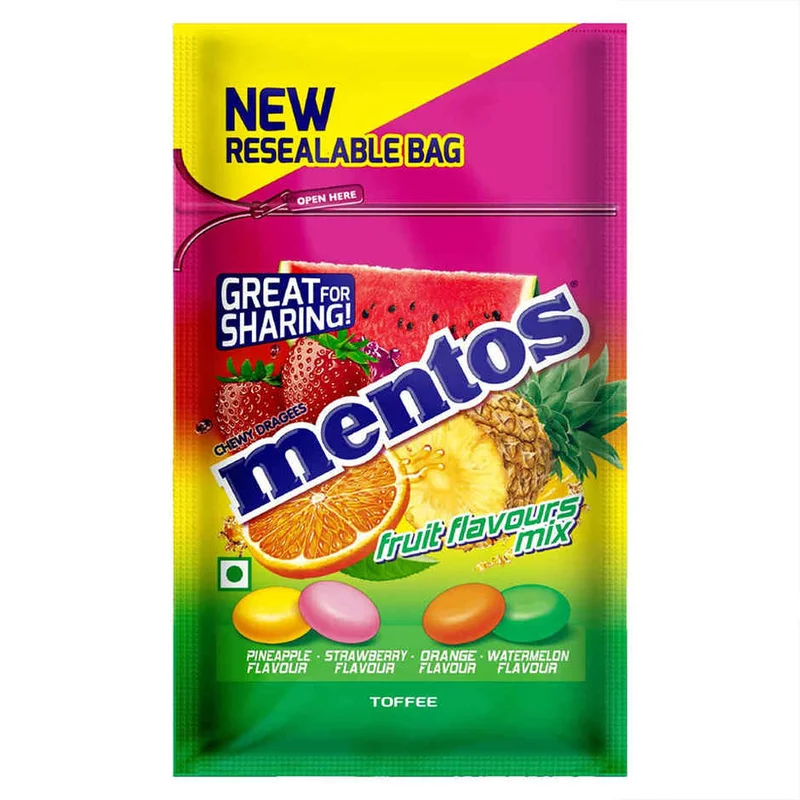 NEW
RESEALABLE BAG
OPEN HERE
GREAT FOR
SHARING!
mentos®
CHEWY DRAGEES
fruit flavours
mix
PINEAPPLE · STRAWBERRY · ORANGE · WATERMELON
FLAVOUR FLAVOUR FLAVOUR FLAVOUR
TOFFEE